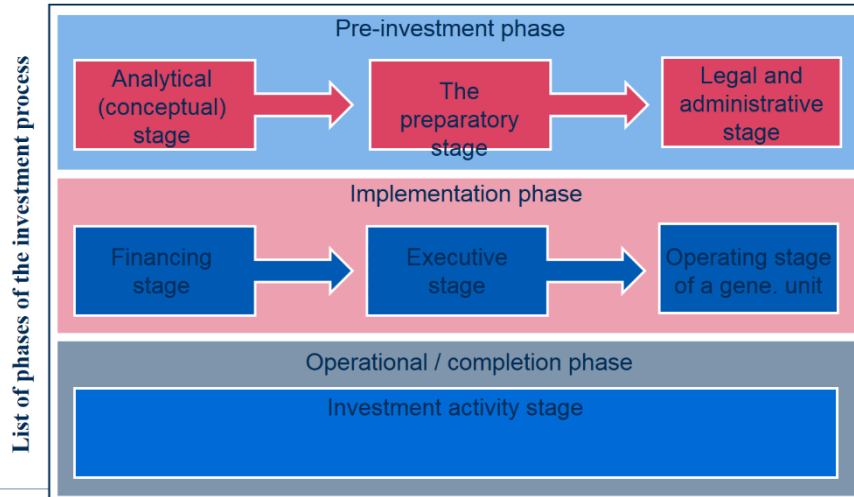 List of phases of the investment process
Pre-investment phase
Analytical
(conceptual)
stage
The
preparatory
stage
Legal and
administrative
stage
Implementation phase
Financing
stage
Executive
stage
Operating stage
of a gene. unit
Operational / completion phase
Investment activity stage